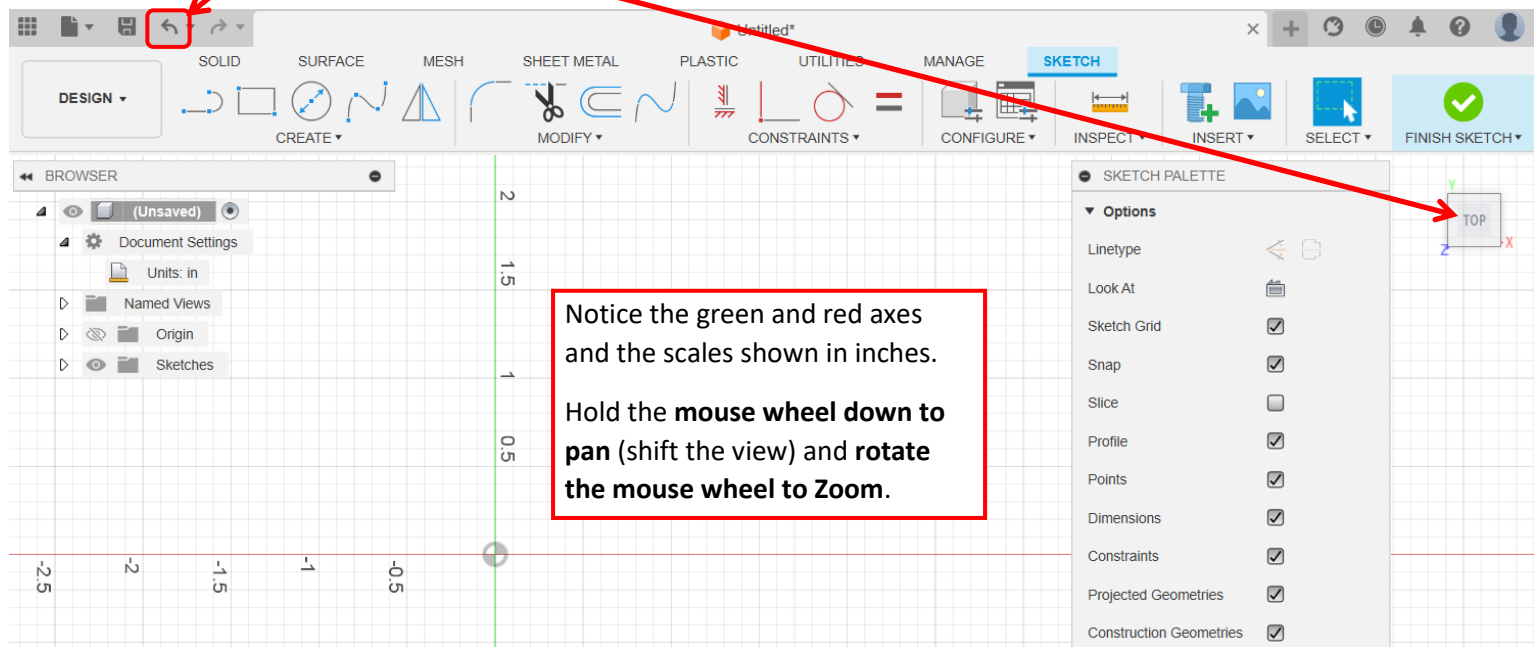 Untitled*
SOLID SURFACE MESH SHEET METAL PLASTIC UTILITIES MANAGE SKETCH
DESIGN
CREATE MODIFY CONSTRAINTS CONFIGURE INSPECT INSERT SELECT FINISH SKETCH
BROWSER
(Unsaved)
Document Settings
Units: in
Named Views
Origin
Sketches
2
1.5
1
0.5
-2.5 -2 -1.5 -1 -0.5
Notice the green and red axes
and the scales shown in inches.
Hold the mouse wheel down to
pan (shift the view) and rotate
the mouse wheel to Zoom.
SKETCH PALETTE
Options
Linetype
Look At
Sketch Grid
Snap
Slice
Profile
Points
Dimensions
Constraints
Projected Geometries
Construction Geometries
Y
TOP
Z X